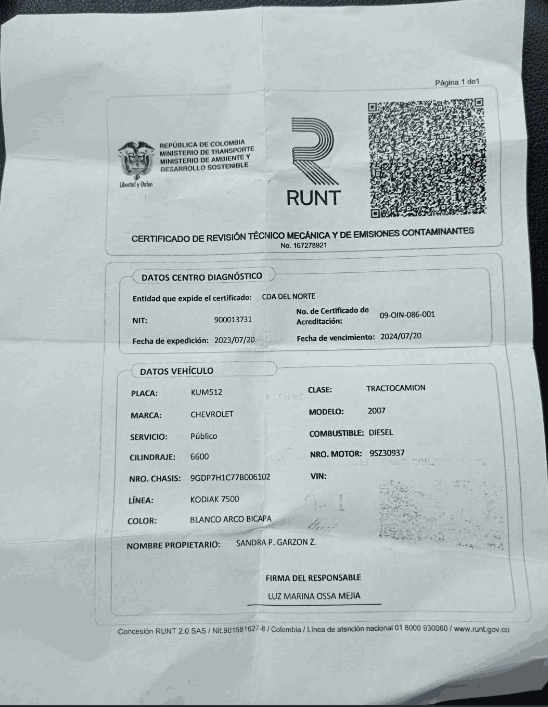 Página 1 de1
REPÚBLICA DE COLOMBIA
MINISTERIO DE TRANSPORTE
MINISTERIO DE AMBIENTE Y
DESARROLLO SOSTENIBLE
Libertad y Orden
RUNT
CERTIFICADO DE REVISIÓN TÉCNICO MECÁNICA Y DE EMISIONES CONTAMINANTES
No. 167278921
DATOS CENTRO DIAGNÓSTICO
Entidad que expide el certificado: CDA DEL NORTE
NIT: 900013731
No. de Certificado de Acreditación: 09-OIN-086-001
Fecha de expedición: 2023/07/20
Fecha de vencimiento: 2024/07/20
DATOS VEHÍCULO
PLACA: KUM512
CLASE: TRACTOCAMION
MARCA: CHEVROLET
MODELO: 2007
SERVICIO: Público
COMBUSTIBLE: DIESEL
CILINDRAJE: 6600
NRO. MOTOR: 9SZ30937
NRO. CHASIS: 9GDP7H1C77B006102
VIN:
LÍNEA: KODIAK 7500
COLOR: BLANCO ARCO BICAPA
NOMBRE PROPIETARIO: SANDRA P. GARZON Z.
FIRMA DEL RESPONSABLE
LUZ MARINA OSSA MEJIA
Concesión RUNT 2.0 SAS / Nit.901581627-8 / Colombia / Línea de atención nacional 01 8000 930060 / www.runt.gov.co